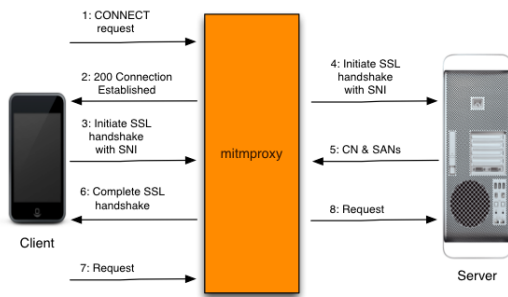 1: CONNECT
request
2: 200 Connection
Established
3: Initiate SSL
handshake
with SNI
6: Complete SSL
handshake
7: Request
Client
mitmproxy
4: Initiate SSL
handshake
with SNI
5: CN & SANs
8: Request
Server